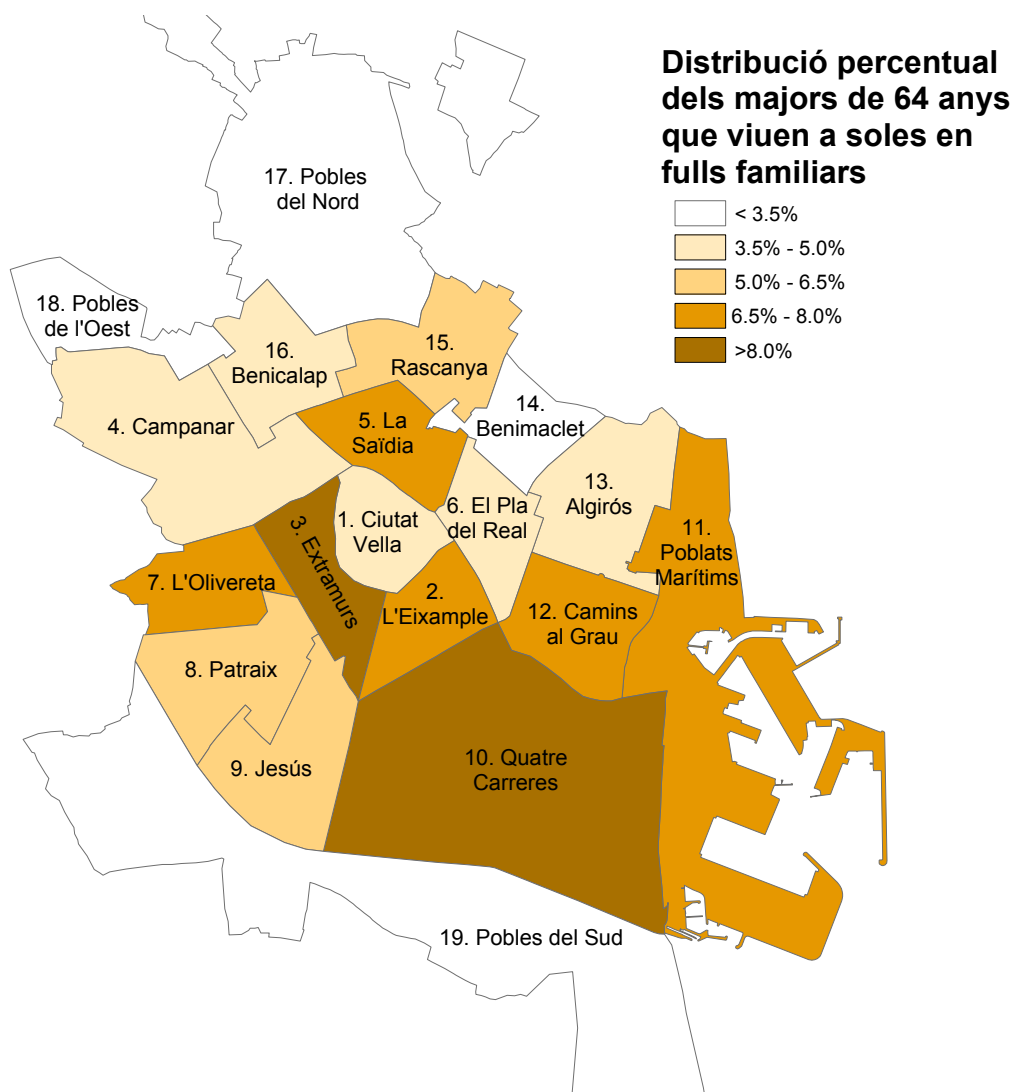 Distribució percentual
dels majors de 64 anys
que viuen a soles en
fulls familiars
< 3.5%
3.5% - 5.0%
5.0% - 6.5%
6.5% - 8.0%
>8.0%
17. Pobles
del Nord
18. Pobles
de l'Oest
16.
Benicalap
15.
Rascanya
14.
Benimaclet
4. Campanar
5. La
Saïdia
13.
Algirós
6. El Pla
del Real
1. Ciutat
Vella
3. Extramurs
11.
Poblats
Marítims
7. L'Olivereta
2.
L'Eixample
12. Camins
al Grau
8. Patraix
9. Jesús
10. Quatre
Carreres
19. Pobles del Sud